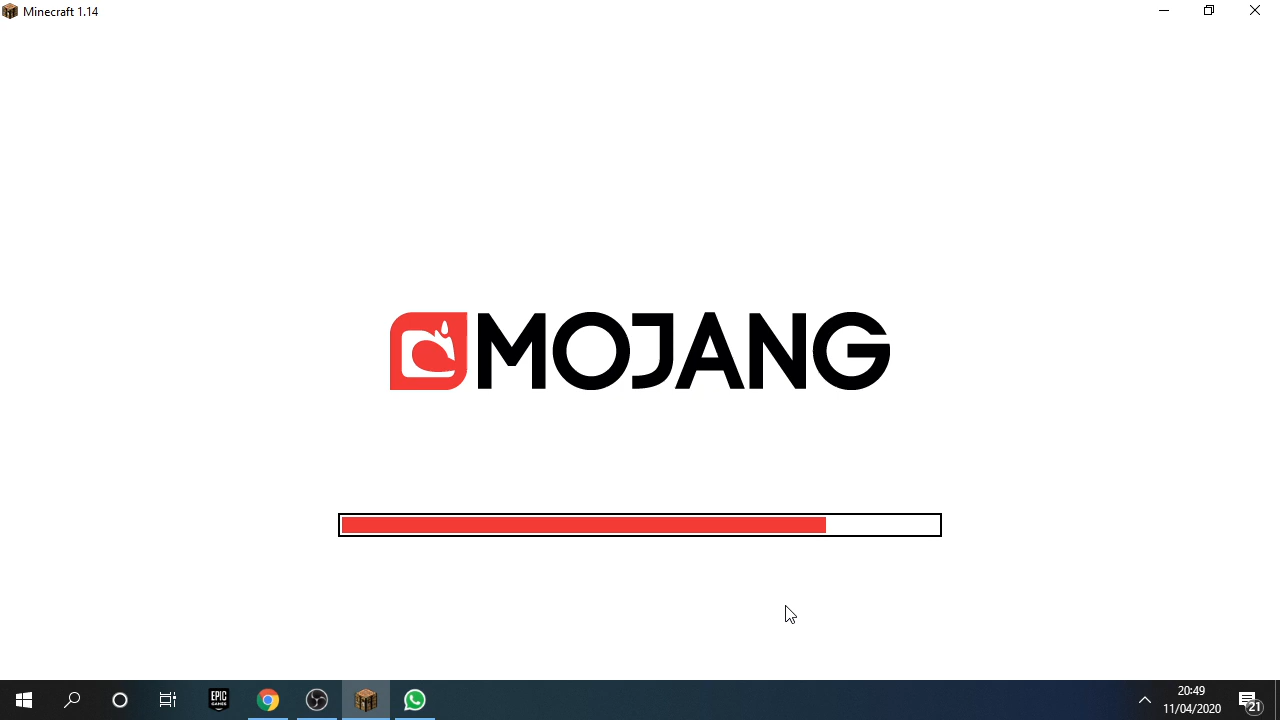 Minecraft 1.14
MOJANG
EPIC
GAMES
20:49
11/04/2020
21